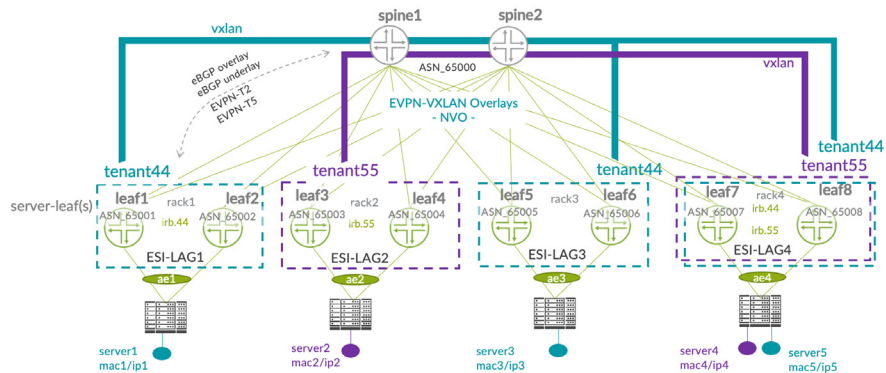 spine1
spine2
vxlan
eBGP overlay
eBGP underlay
EVPN-T2
EVPN-T5
ASN_65000
vxlan
EVPN-VXLAN Overlays
- NVO -
tenant44
tenant55
tenant44
tenant44
tenant55
server-leaf(s)
leaf1
rack1
leaf2
ASN_65001
irb.44
ASN_65002
ESI-LAG1
leaf3
rack2
leaf4
ASN_65003
irb.55
ASN_65004
ESI-LAG2
leaf5
rack3
leaf6
ASN_65005
ASN_65006
ESI-LAG3
leaf7
rack4
leaf8
irb.44
ASN_65007
ASN_65008
irb.55
ESI-LAG4
ae1
ae2
ae3
ae4
server1
mac1/ip1
server2
mac2/ip2
server3
mac3/ip3
server4
mac4/ip4
server5
mac5/ip5